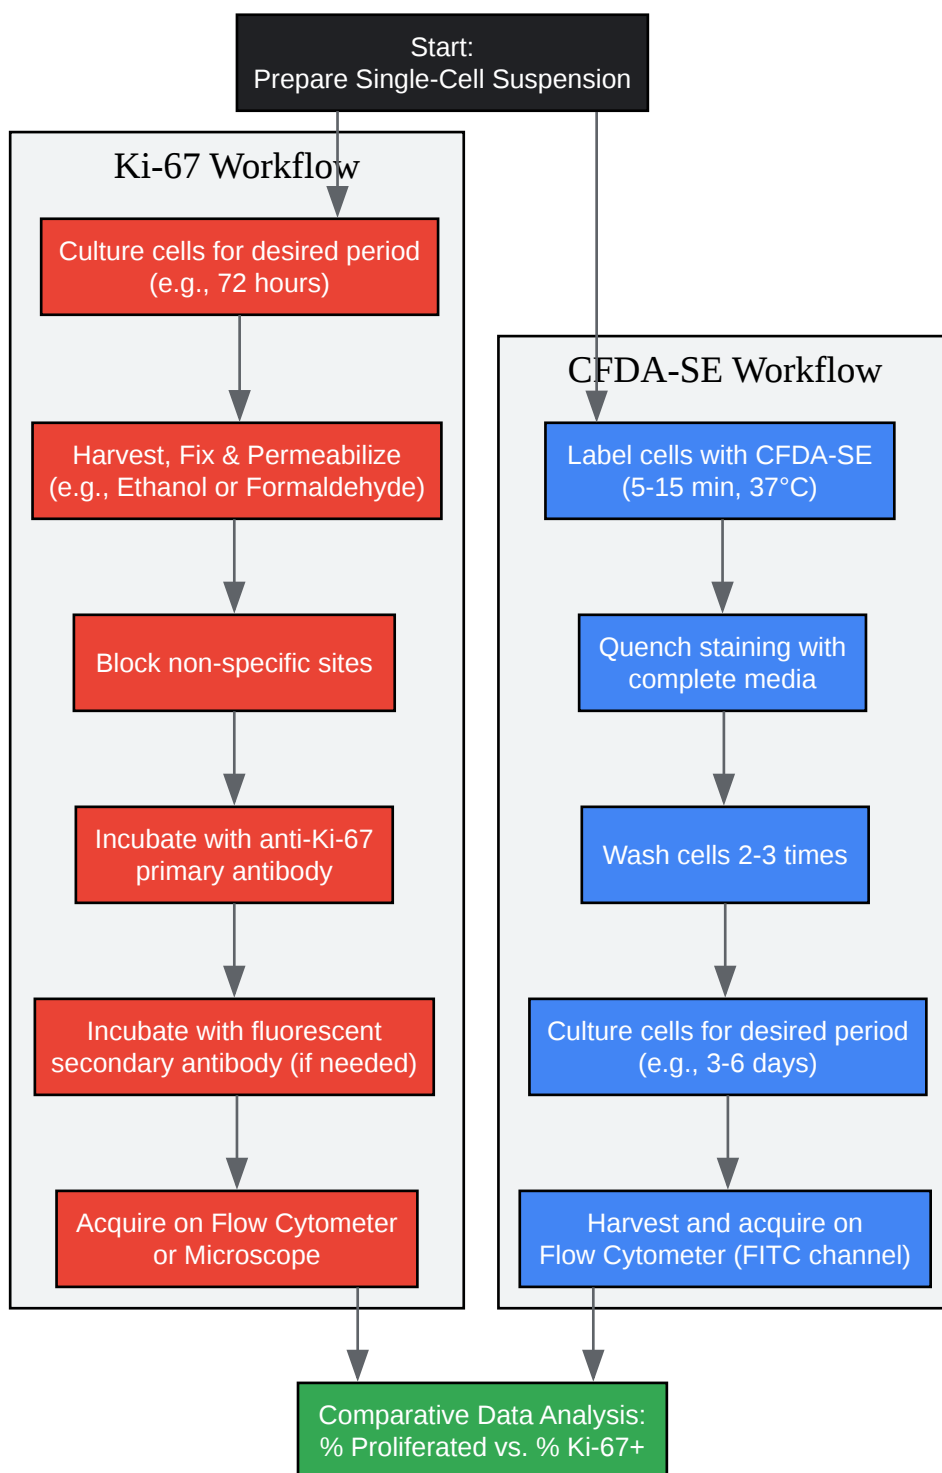 Start:
Prepare Single-Cell Suspension
Ki-67 Workflow
Culture cells for desired period
(e.g., 72 hours)
Harvest, Fix & Permeabilize
(e.g., Ethanol or Formaldehyde)
Block non-specific sites
Incubate with anti-Ki-67
primary antibody
Incubate with fluorescent
secondary antibody (if needed)
Acquire on Flow Cytometer
or Microscope
CFDA-SE Workflow
Label cells with CFDA-SE
(5-15 min, 37°C)
Quench staining with
complete media
Wash cells 2-3 times
Culture cells for desired period
(e.g., 3-6 days)
Harvest and acquire on
Flow Cytometer (FITC channel)
Comparative Data Analysis:
% Proliferated vs. % Ki-67+